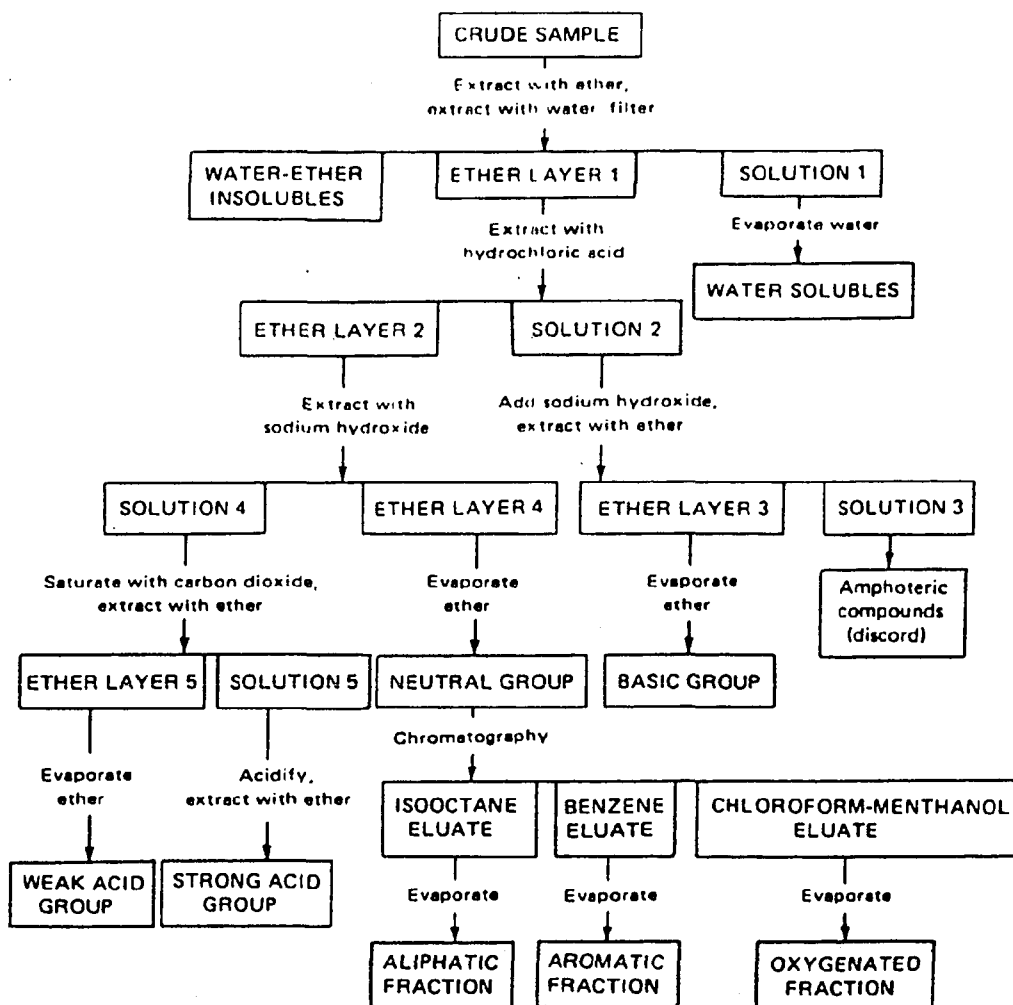 CRUDE SAMPLE
Extract with ether,
extract with water filter
WATER-ETHER
INSOLUBLES
ETHER LAYER 1
SOLUTION 1
Extract with
hydrochloric acid
Evaporate water
WATER SOLUBLES
ETHER LAYER 2
SOLUTION 2
Extract with
sodium hydroxide
Add sodium hydroxide,
extract with ether
SOLUTION 4
ETHER LAYER 4
ETHER LAYER 3
SOLUTION 3
Saturate with carbon dioxide,
extract with ether
Evaporate
ether
Evaporate
ether
Amphoteric
compounds
(discord)
ETHER LAYER 5
SOLUTION 5
NEUTRAL GROUP
BASIC GROUP
Evaporate
ether
Acidify,
extract with ether
Chromatography
ISOOCTANE
ELUATE
BENZENE
ELUATE
CHLOROFORM-MENTHANOL
ELUATE
WEAK ACID
GROUP
STRONG ACID
GROUP
Evaporate
Evaporate
Evaporate
ALIPHATIC
FRACTION
AROMATIC
FRACTION
OXYGENATED
FRACTION